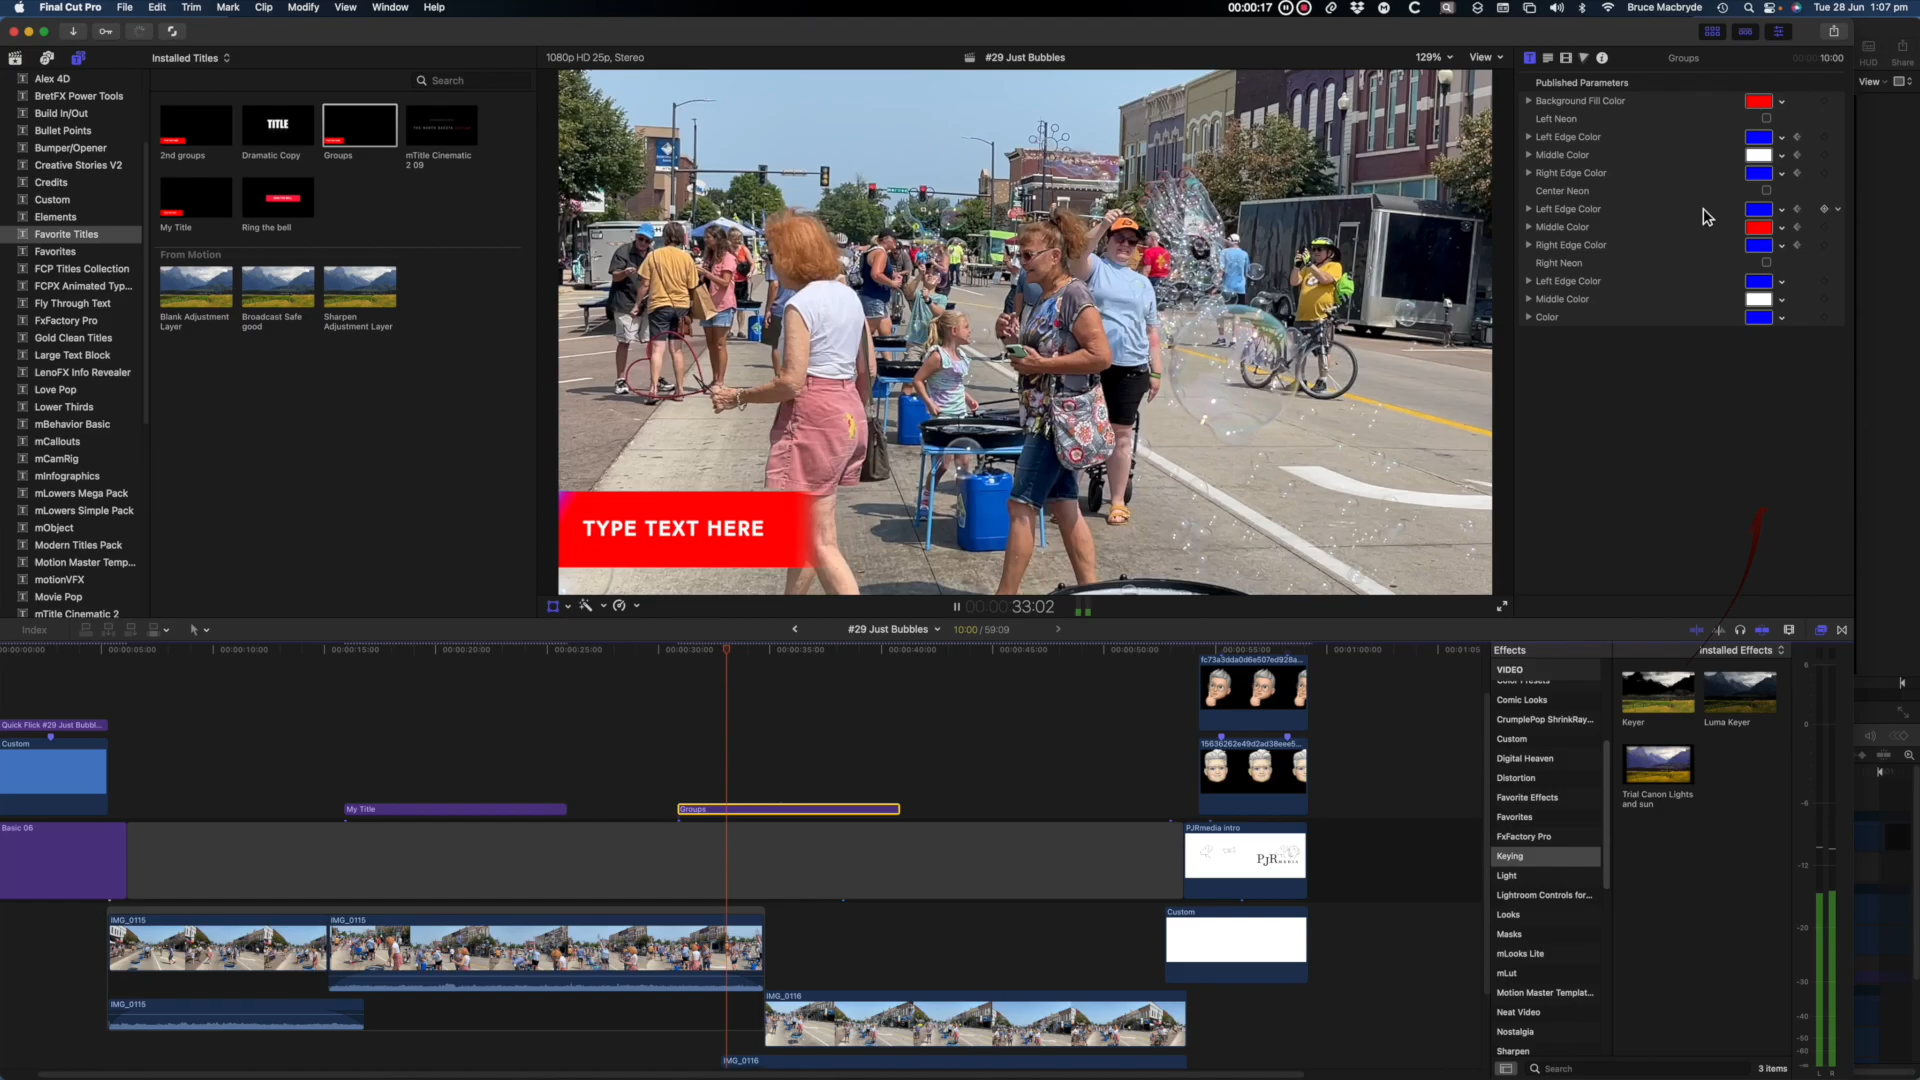 Final Cut Pro File Edit Trim Mark Clip Modify View Window Help
00:00:17
Bruce Macbryde
Tue 28 Jun 1:07 pm
Installed Titles
1080p HD 25p, Stereo
#29 Just Bubbles
129%
View
Groups
10:00
HUD
Share
View
Search
Alex 4D
BretFX Power Tools
Build In/Out
Bullet Points
Bumper/Opener
Creative Stories V2
Credits
Custom
Elements
Favorite Titles
Favorites
FCP Titles Collection
FCPX Animated Typ...
Fly Through Text
FxFactory Pro
Gold Clean Titles
Large Text Block
LenoFX Info Revealer
Love Pop
Lower Thirds
mBehavior Basic
mCallouts
mCamRig
mInfographics
mLowers Mega Pack
mLowers Simple Pack
mObject
Modern Titles Pack
Motion Master Temp...
motionVFX
Movie Pop
mTitle Cinematic 2
TITLE
2nd groups
Dramatic Copy
Groups
mTitle Cinematic
2 09
My Title
Ring the bell
From Motion
Blank Adjustment
Layer
Broadcast Safe
good
Sharpen
Adjustment Layer
TYPE TEXT HERE
Published Parameters
Background Fill Color
Left Neon
Left Edge Color
Middle Color
Right Edge Color
Center Neon
Left Edge Color
Middle Color
Right Edge Color
Right Neon
Left Edge Color
Middle Color
Color
00:00:33:02
Index
#29 Just Bubbles
10:00 / 59:09
00:00:00:00
00:00:05:00
00:00:10:00
00:00:15:00
00:00:20:00
00:00:25:00
00:00:30:00
00:00:35:00
00:00:40:00
00:00:45:00
00:00:50:00
00:00:55:00
00:01:00:00
00:01:05
Quick Flick #29 Just Bubbl...
Custom
Basic 06
My Title
Groups
fc73a3dda0d6e507ed928a...
15636262e49d2ad38eee5...
PJRmedia intro
PJR MEDIA
Custom
IMG_0115
IMG_0115
IMG_0115
IMG_0116
IMG_0116
Effects
Installed Effects
VIDEO
Color Presets
Comic Looks
CrumplePop ShrinkRay...
Custom
Digital Heaven
Distortion
Favorite Effects
Favorites
FxFactory Pro
Keying
Light
Lightroom Controls for...
Looks
Masks
mLooks Lite
mLut
Motion Master Templat...
Neat Video
Nostalgia
Sharpen
Keyer
Luma Keyer
Trial Canon Lights
and sun
Search
3 items
6
0
-6
-12
-20
-30
-40
-50
L R